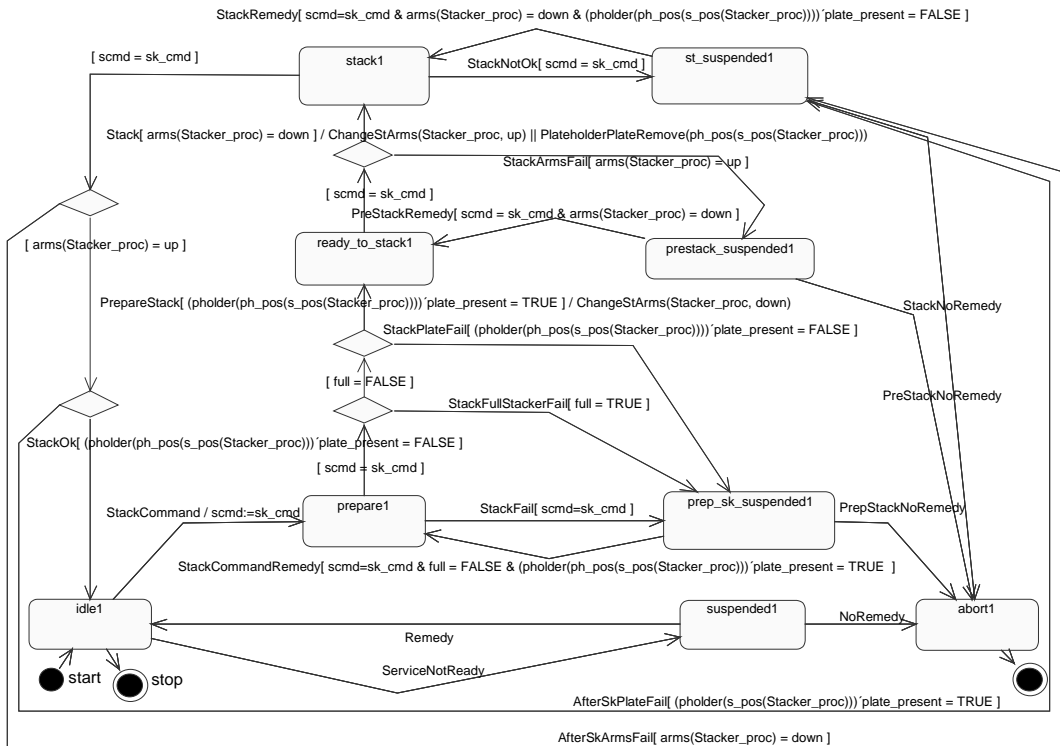 StackRemedy[ scmd=sk_cmd & arms(Stacker_proc) = down & (pholder(ph_pos(s_pos(Stacker_proc))))´plate_present = FALSE ]
[ scmd = sk_cmd ]
stack1
StackNotOk[ scmd = sk_cmd ]
st_suspended1
Stack[ arms(Stacker_proc) = down ] / ChangeStArms(Stacker_proc, up) || PlateholderPlateRemove(ph_pos(s_pos(Stacker_proc)))
StackArmsFail[ arms(Stacker_proc) = up ]
[ scmd = sk_cmd ]
PreStackRemedy[ scmd = sk_cmd & arms(Stacker_proc) = down ]
[ arms(Stacker_proc) = up ]
ready_to_stack1
prestack_suspended1
PrepareStack[ (pholder(ph_pos(s_pos(Stacker_proc))))´plate_present = TRUE ] / ChangeStArms(Stacker_proc, down)
StackNoRemedy
StackPlateFail[ (pholder(ph_pos(s_pos(Stacker_proc))))´plate_present = FALSE ]
[ full = FALSE ]
PreStackNoRemedy
StackFullStackerFail[ full = TRUE ]
StackOk[ (pholder(ph_pos(s_pos(Stacker_proc)))´plate_present = FALSE ]
[ scmd = sk_cmd ]
StackCommand / scmd:=sk_cmd
prepare1
StackFail[ scmd=sk_cmd ]
prep_sk_suspended1
PrepStackNoRemedy
StackCommandRemedy[ scmd=sk_cmd & full = FALSE & (pholder(ph_pos(s_pos(Stacker_proc)))´plate_present = TRUE ]
idle1
suspended1
abort1
NoRemedy
Remedy
ServiceNotReady
start
stop
AfterSkPlateFail[ (pholder(s_pos(Stacker_proc)))´plate_present = TRUE ]
AfterSkArmsFail[ arms(Stacker_proc) = down ]